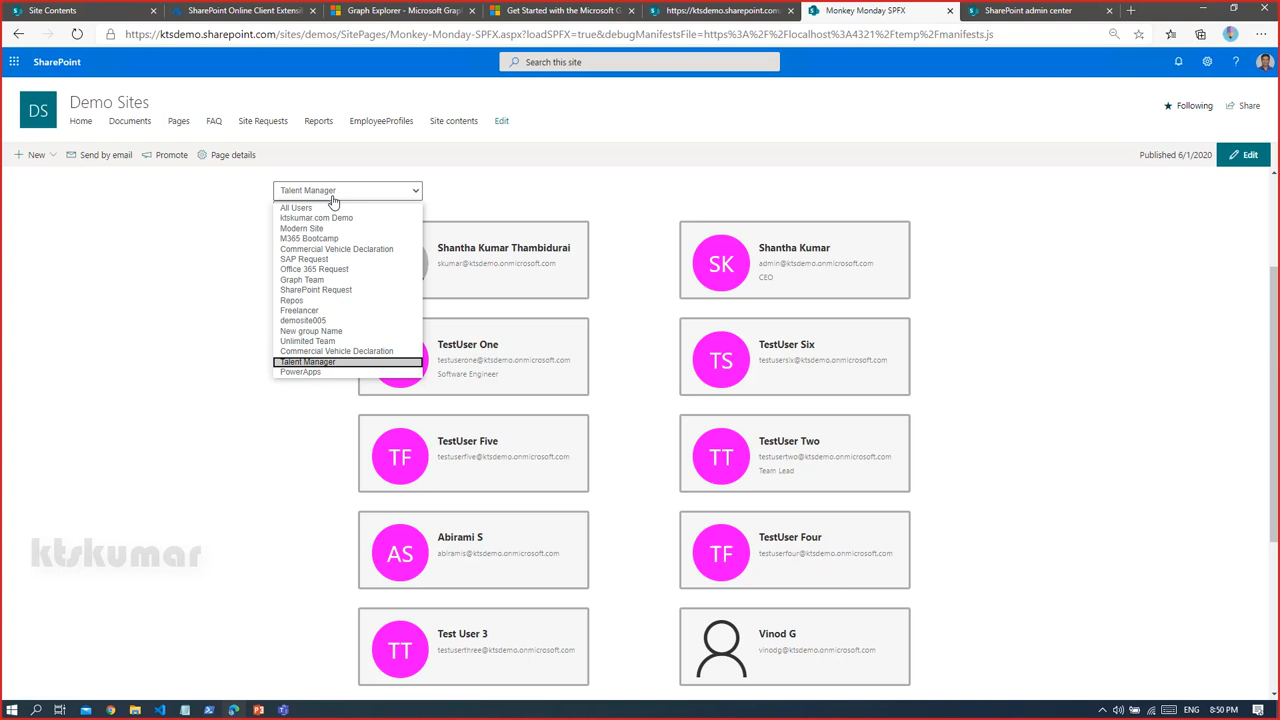 Site Contents
SharePoint Online Client Extensi
Graph Explorer - Microsoft Grap
Get Started with the Microsoft G
https://ktsdemo.sharepoint.com
Monkey Monday SPFX
SharePoint admin center
https://ktsdemo.sharepoint.com/sites/demos/SitePages/Monkey-Monday-SPFX.aspx?loadSPFX=true&debugManifestsFile=https%3A%2F%2Flocalhost%3A4321%2Ftemp%2Fmanifests.js
SharePoint
Search this site
DS
Demo Sites
Home
Documents
Pages
FAQ
Site Requests
Reports
EmployeeProfiles
Site contents
Edit
Following
Share
New
Send by email
Promote
Page details
Published 6/1/2020
Edit
Talent Manager
All Users
ktskumar.com Demo
Modern Site
M365 Bootcamp
Commercial Vehicle Declaration
SAP Request
Office 365 Request
Graph Team
SharePoint Request
Repos
Freelancer
demosite005
New group Name
Unlimited Team
Commercial Vehicle Declaration
Talent Manager
PowerApps
Shantha Kumar Thambidurai
skumar@ktsdemo.onmicrosoft.com
SK
Shantha Kumar
admin@ktsdemo.onmicrosoft.com
CEO
TestUser One
testuserone@ktsdemo.onmicrosoft.com
Software Engineer
TS
TestUser Six
testusersix@ktsdemo.onmicrosoft.com
TF
TestUser Five
testuserfive@ktsdemo.onmicrosoft.com
TT
TestUser Two
testusertwo@ktsdemo.onmicrosoft.com
Team Lead
AS
Abirami S
abiramis@ktsdemo.onmicrosoft.com
TF
TestUser Four
testuserfour@ktsdemo.onmicrosoft.com
ktskumar
TT
Test User 3
testuserthree@ktsdemo.onmicrosoft.com
Vinod G
vinodg@ktsdemo.onmicrosoft.com
ENG
8:50 PM